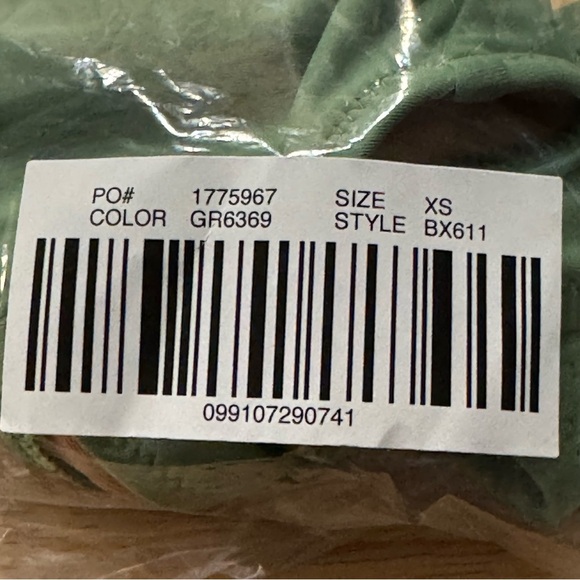 PO# 1775967 SIZE XS
COLOR GR6369 STYLE BX611
099107290741